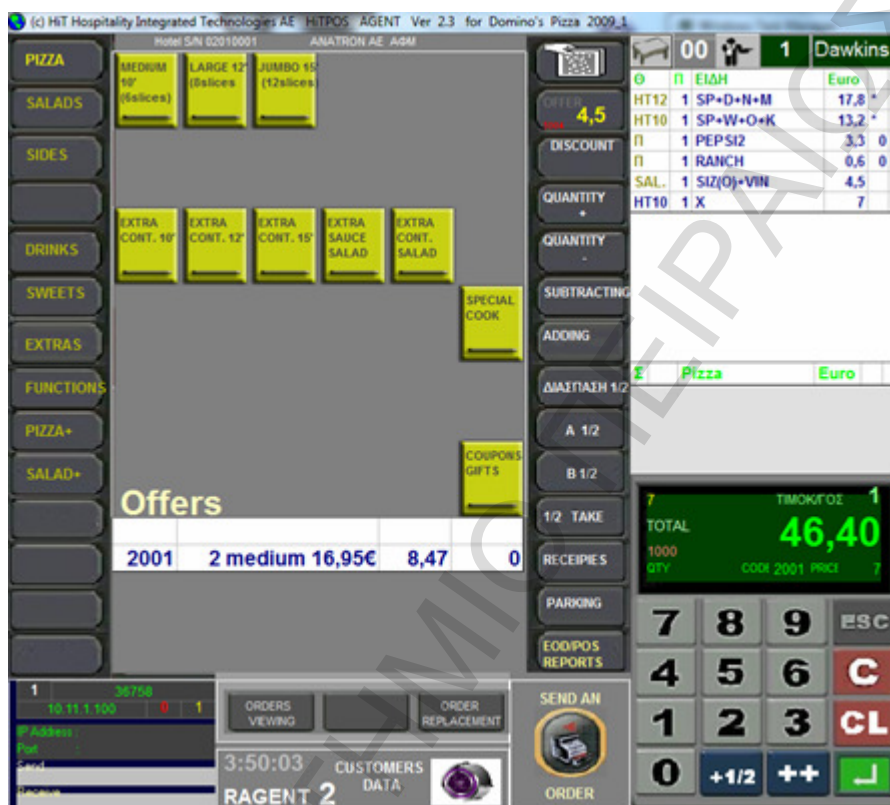 (c) HiT Hospitality Integrated Technologies AE HiTPOS AGENT Ver 2.3 for Domino's Pizza 2009_1
Hotel S/N 02010001 ANATRON AE ΑΦΜ
PIZZA
SALADS
SIDES
DRINKS
SWEETS
EXTRAS
FUNCTIONS
PIZZA+
SALAD+
MEDIUM 10'
(6slices)
LARGE 12'
(8slices
JUMBO 15'
(12slices)
EXTRA
CONT. 10'
EXTRA
CONT. 12'
EXTRA
CONT. 15'
EXTRA
SAUCE
SALAD
EXTRA
CONT.
SALAD
SPECIAL
COOK
COUPONS
GIFTS
Offers
2001 2 medium 16,95€ 8,47 0
OFFER
4,5
DISCOUNT
QUANTITY
+
QUANTITY
-
SUBTRACTING
ADDING
ΔΙΑΣΠΑΣΗ 1/2
A 1/2
B 1/2
1/2 TAKE
RECEIPIES
PARKING
EOD/POS
REPORTS
00 1 Dawkins
Θ Π ΕΙΔΗ Euro
HT12 1 SP+D+N+M 17,8 *
HT10 1 SP+W+O+K 13,2 *
Π 1 PEPSI2 3,3 0
Π 1 RANCH 0,6 0
SAL. 1 SIZ(O)+VIN 4,5
HT10 1 X 7
Σ Pizza Euro
7 ΤΙΜΟΚ/ΓΟΣ 1
TOTAL 46,40
1000
QTY CODE 2001 PRICE 7
7 8 9 ESC
4 5 6 C
1 2 3 CL
0 +1/2 ++
1 36758
10.11.1.100 0 1
IP Address :
Port :
Send
Receive
ORDERS
VIEWING
ORDER
REPLACEMENT
3:50:03
CUSTOMERS
DATA
RAGENT 2
SEND AN
ORDER